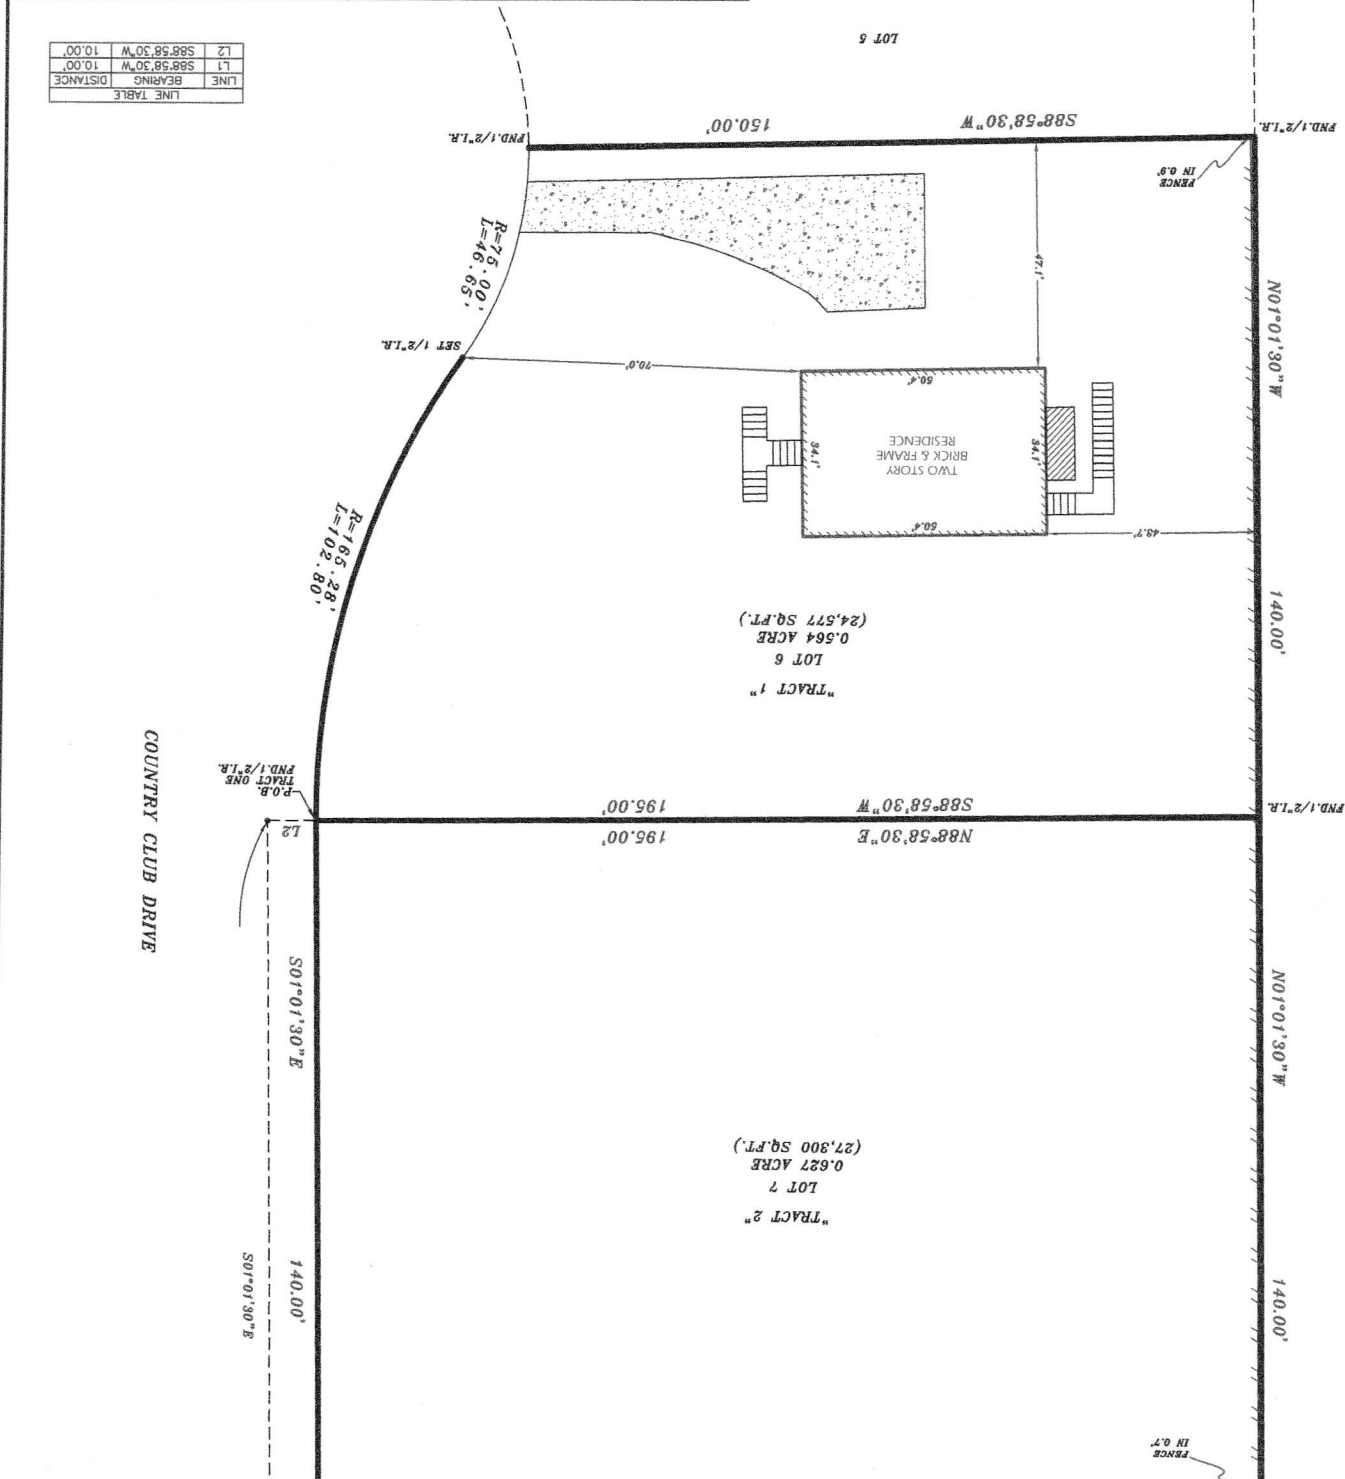 FENCE
IN 0.7'
"TRACT 2"
LOT 7
0.627 ACRE
(27,300 SQ.FT.)
N01°01'30"W
140.00'
S01°01'30"E
140.00'
S01°01'30"E
COUNTRY CLUB DRIVE
N88°58'30"E
195.00'
S88°58'30"W
195.00'
L2
P.O.B.
TRACT ONE
FND.1/2"I.R.
FND.1/2"I.R.
"TRACT 1"
LOT 6
0.564 ACRE
(24,577 SQ.FT.)
140.00'
N01°01'30"W
R=165.28'
L=102.80'
43.7'
50.4'
34.1'
TWO STORY
BRICK & FRAME
RESIDENCE
34.1'
50.4'
70.0'
SET 1/2"I.R.
47.1'
R=75.00'
L=46.65'
FENCE
IN 0.9'
FND.1/2"I.R.
S88°58'30"W
150.00'
FND.1/2"I.R.
LOT 5
LINE TABLE
LINE BEARING DISTANCE
L1 S88°58'30"W 10.00'
L2 S88°58'30"W 10.00'